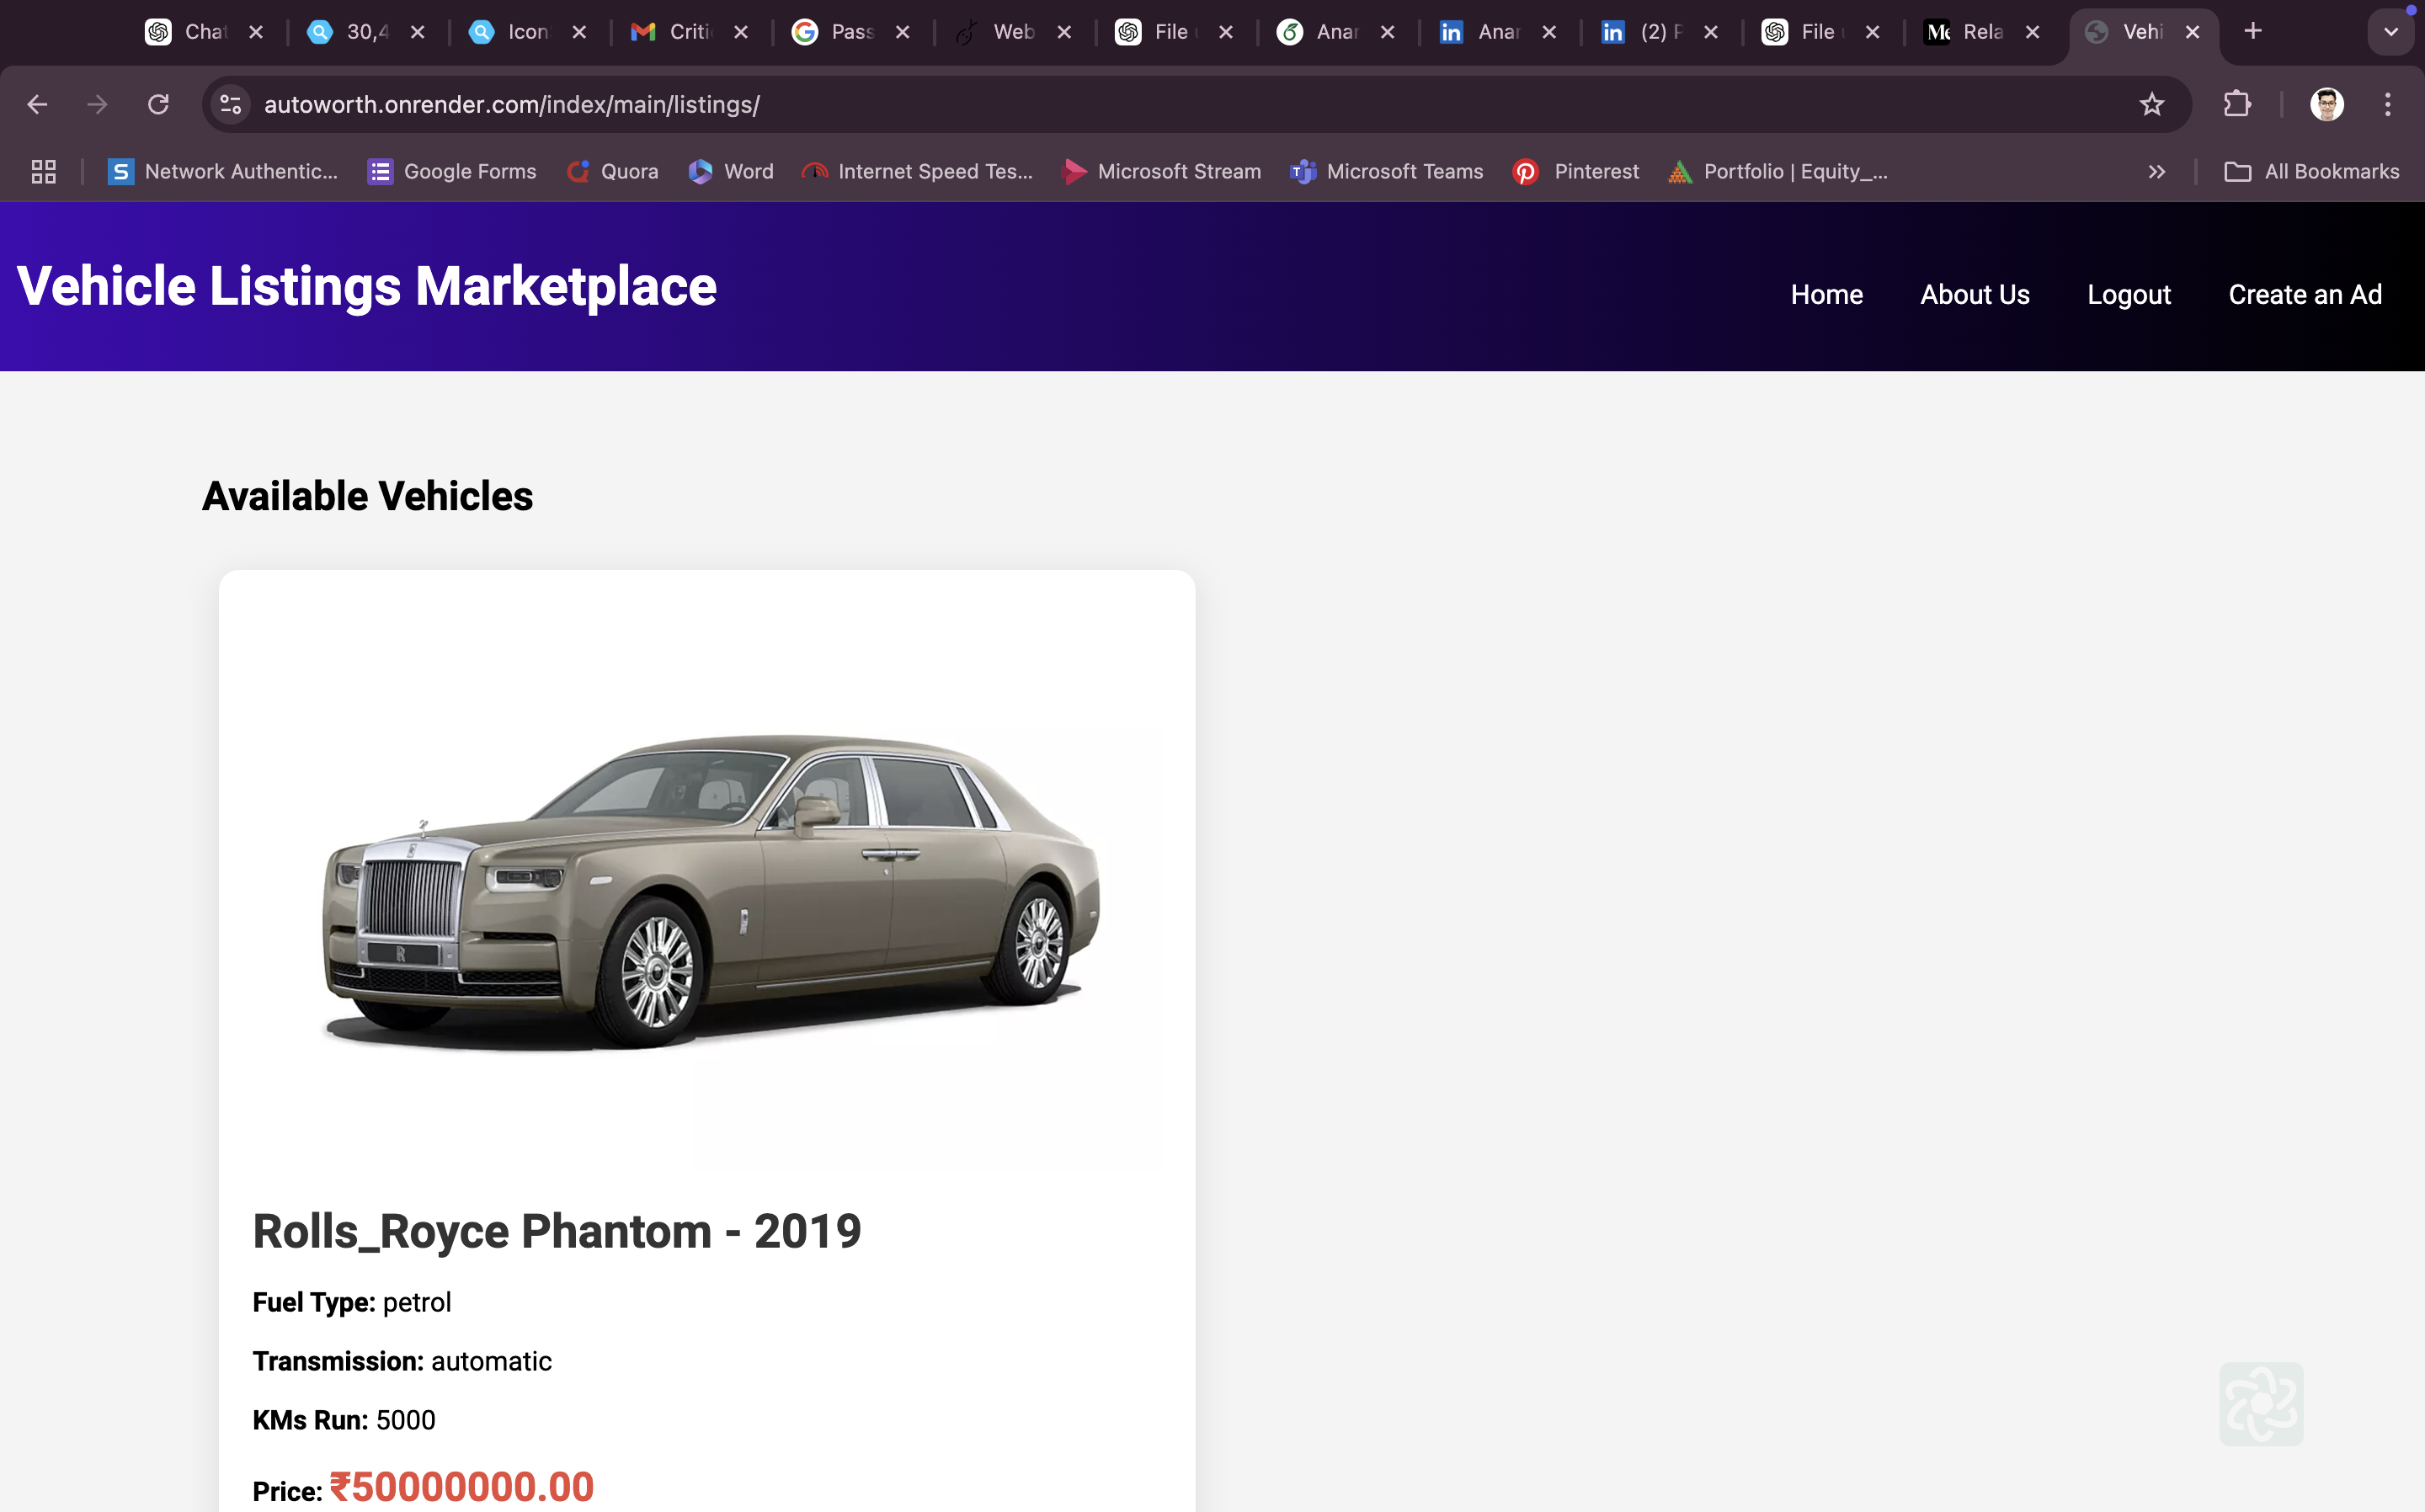 Chat 30,4 Icon Criti Pass Web File Anar Anar (2) P File Me Rela Vehi
autoworth.onrender.com/index/main/listings/
S Network Authentic... Google Forms Quora Word Internet Speed Tes... Microsoft Stream Microsoft Teams Pinterest Portfolio | Equity_... » All Bookmarks
Vehicle Listings Marketplace Home About Us Logout Create an Ad
Available Vehicles
Rolls_Royce Phantom - 2019
Fuel Type: petrol
Transmission: automatic
KMs Run: 5000
Price: ₹50000000.00